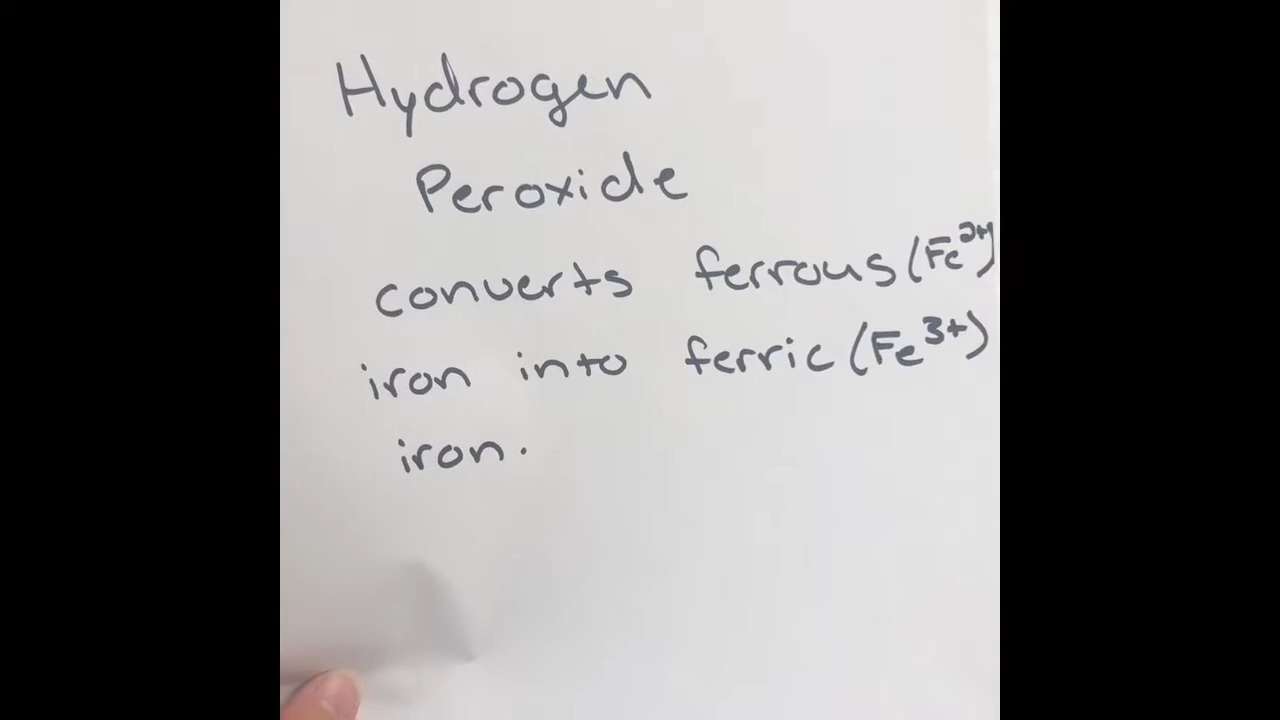 Hydrogen
Peroxide
converts ferrous (Fe²⁺)
iron into ferric (Fe³⁺)
iron.